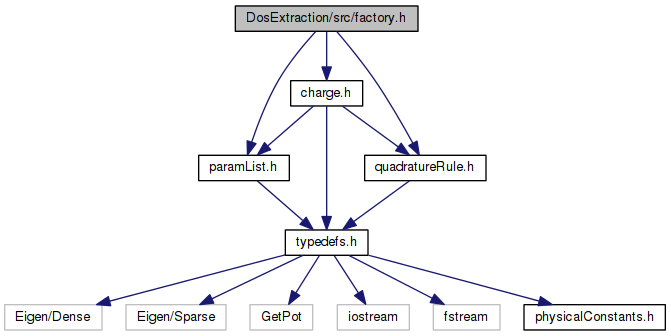 DosExtraction/src/factory.h
charge.h
paramList.h
quadratureRule.h
typedefs.h
Eigen/Dense
Eigen/Sparse
GetPot
iostream
fstream
physicalConstants.h